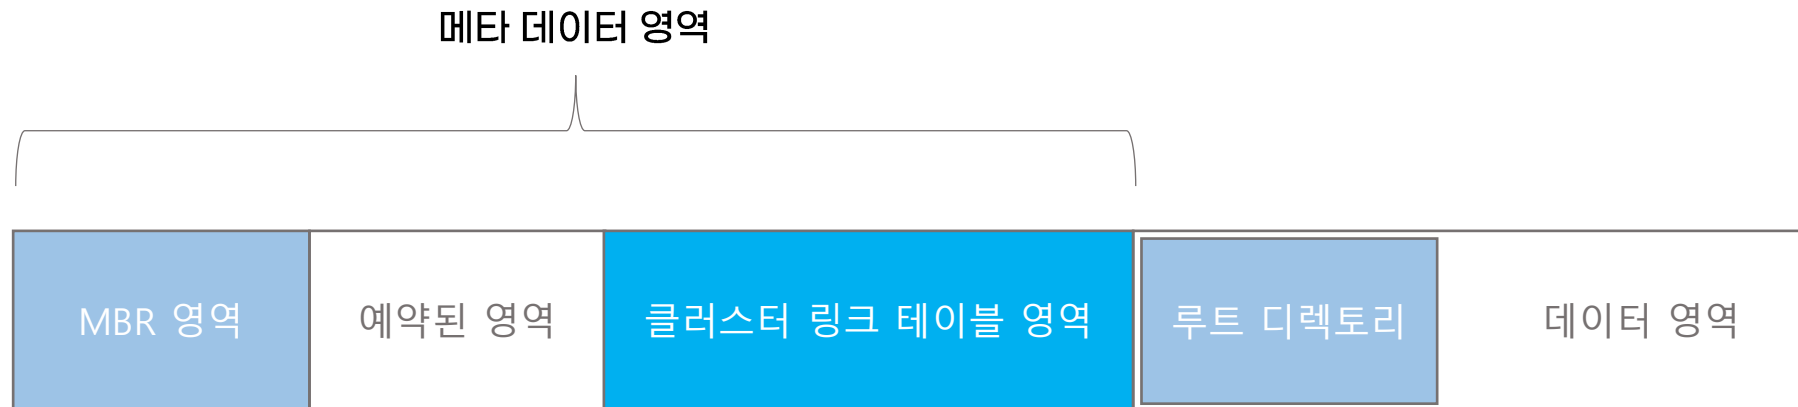 메타 데이터 영역
MBR 영역
예약된 영역
클러스터 링크 테이블 영역
루트 디렉토리
데이터 영역